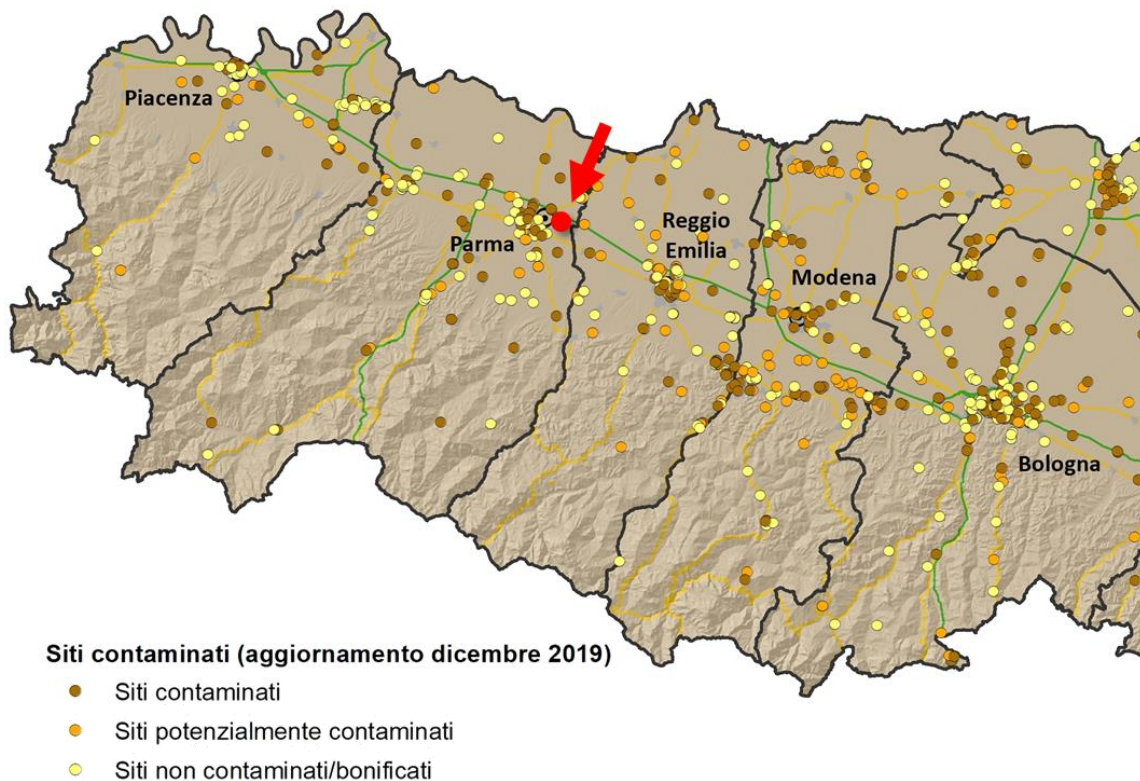 Piacenza
Parma
Reggio
Emilia
Modena
Bologna
Siti contaminati (aggiornamento dicembre 2019)
Siti contaminati
Siti potenzialmente contaminati
Siti non contaminati/bonificati